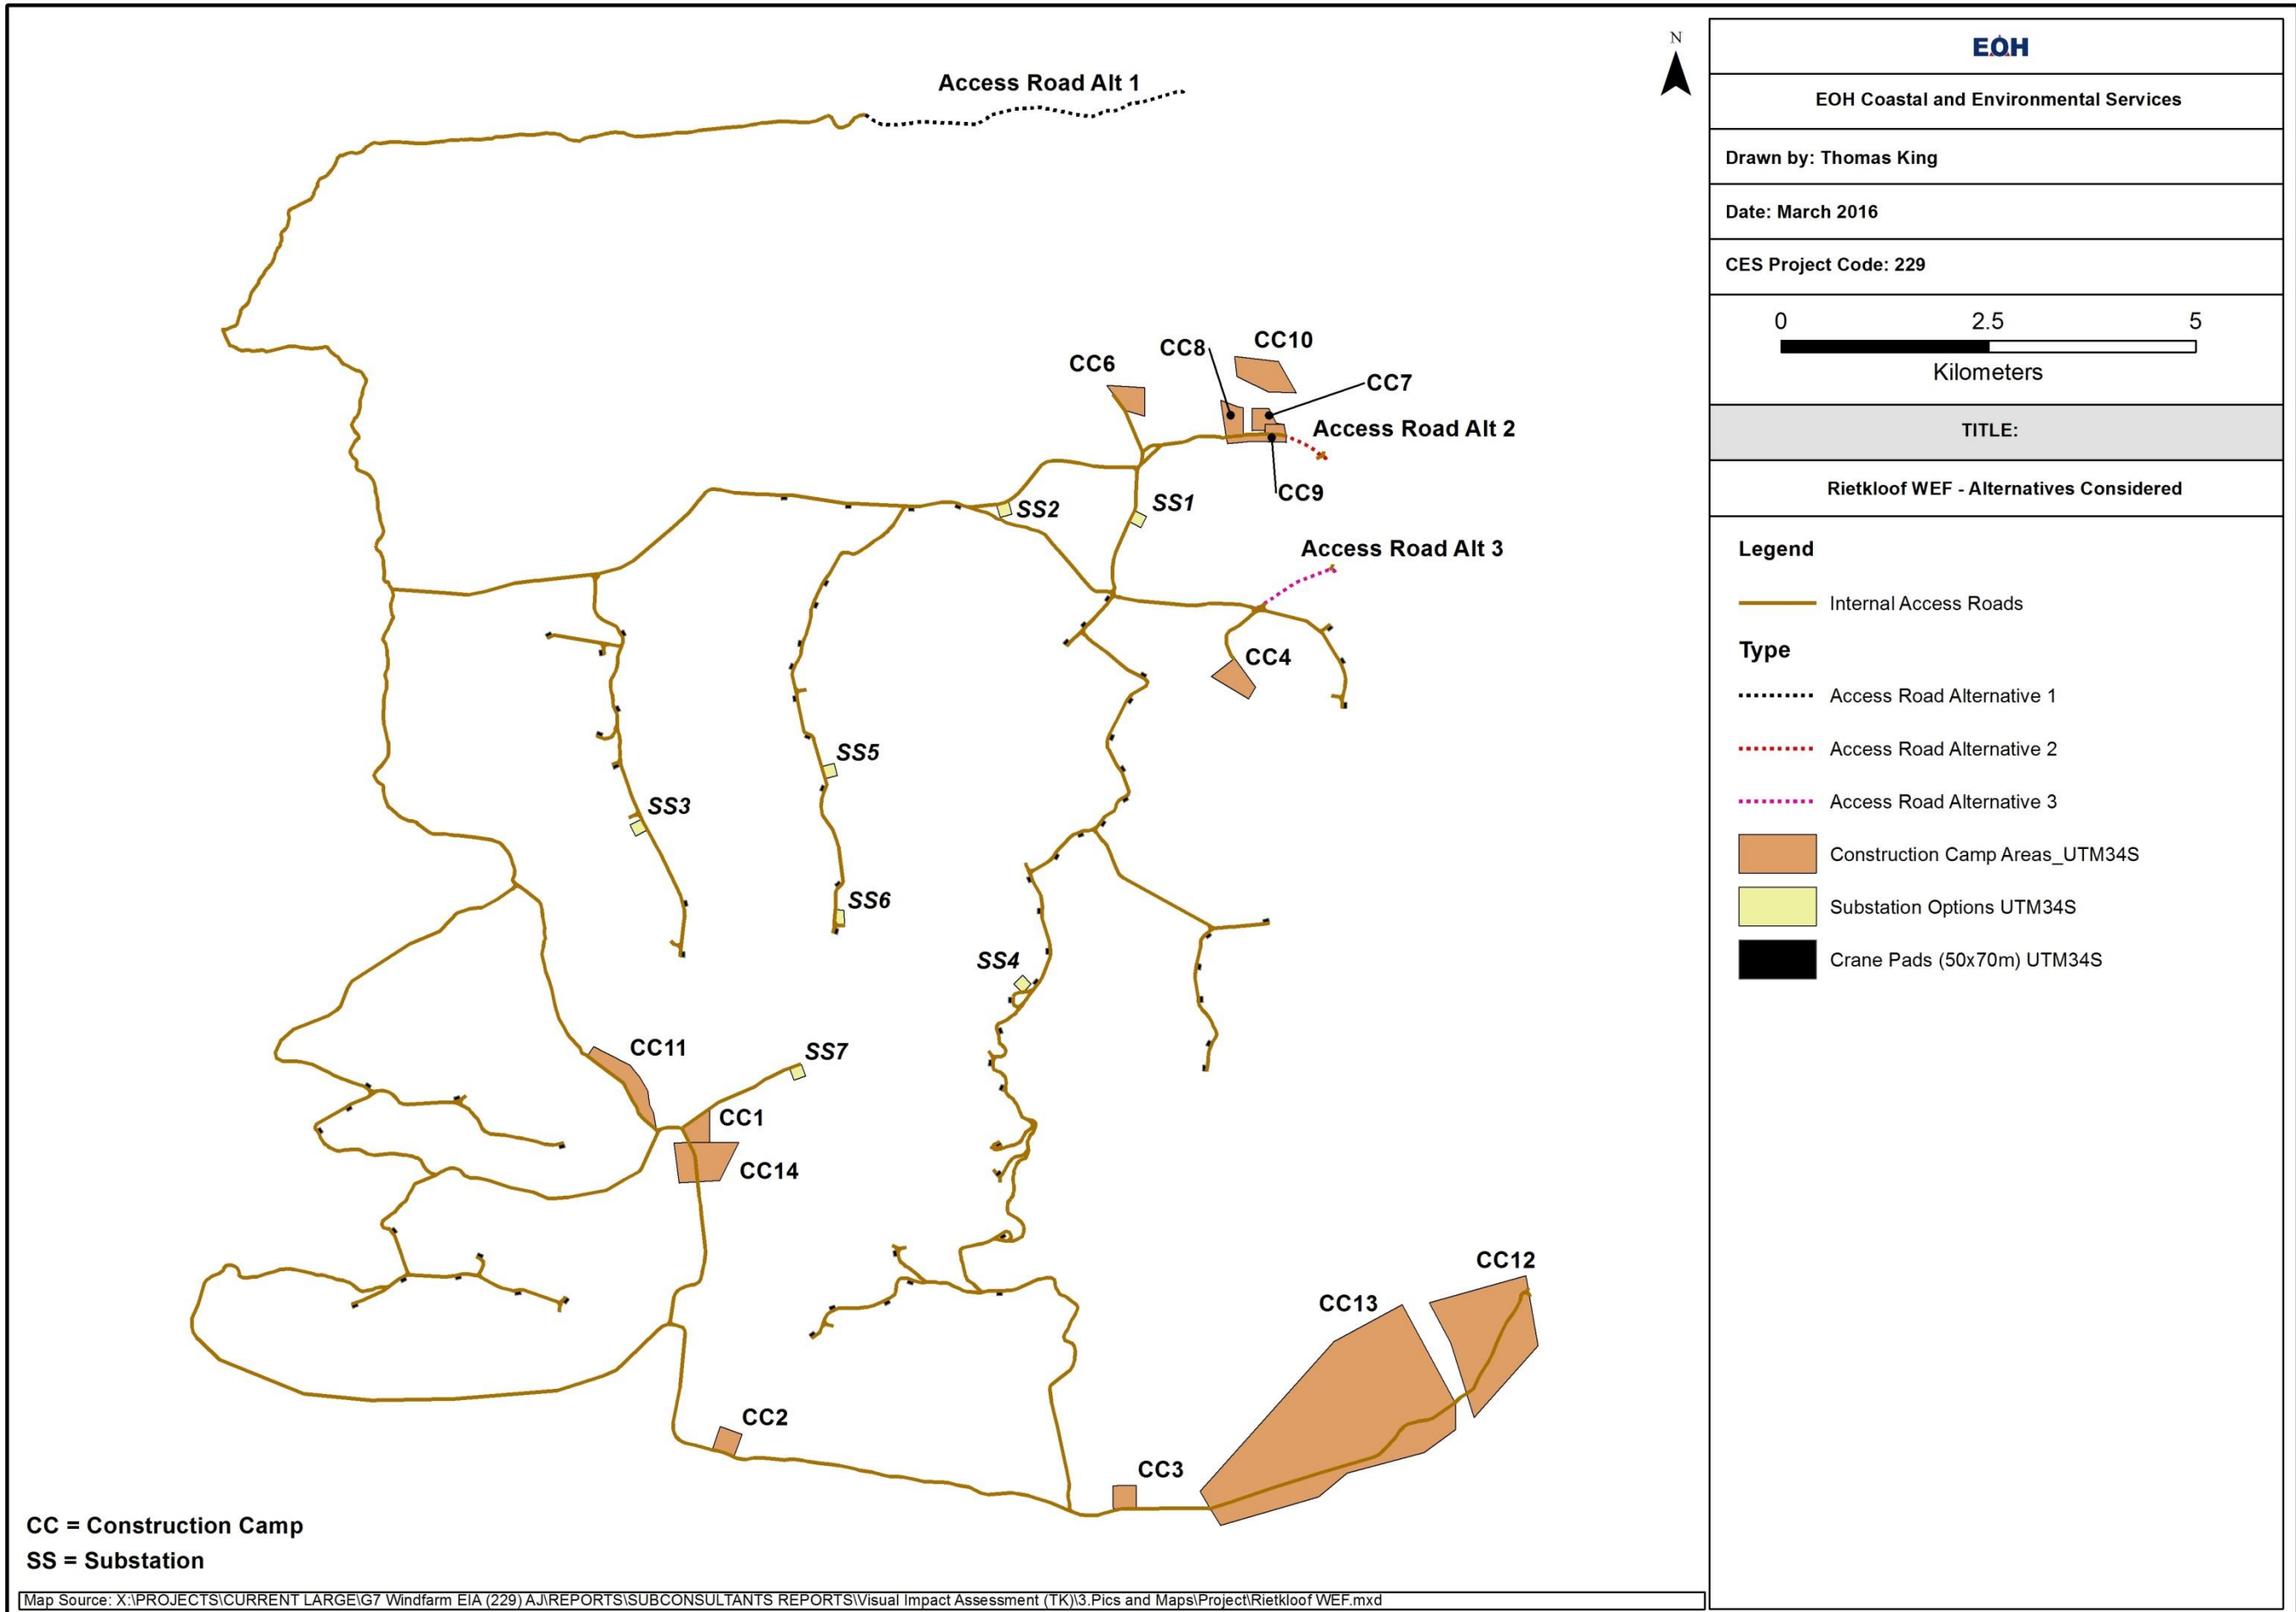 Access Road Alt 1
N
CC8
CC10
CC6
CC7
Access Road Alt 2
CC9
SS2
SS1
Access Road Alt 3
CC4
SS5
SS3
SS6
SS4
CC11
SS7
CC1
CC14
CC12
CC13
CC2
CC3
CC = Construction Camp
SS = Substation
Map Source: X:\PROJECTS\CURRENT LARGE\G7 Windfarm EIA (229) AJ\REPORTS\SUBCONSULTANTS REPORTS\Visual Impact Assessment (TK)\3.Pics and Maps\Project\Rietkloof WEF.mxd
EOH
EOH Coastal and Environmental Services
Drawn by: Thomas King
Date: March 2016
CES Project Code: 229
0 2.5 5
Kilometers
TITLE:
Rietkloof WEF - Alternatives Considered
Legend
Internal Access Roads
Type
Access Road Alternative 1
Access Road Alternative 2
Access Road Alternative 3
Construction Camp Areas_UTM34S
Substation Options UTM34S
Crane Pads (50x70m) UTM34S